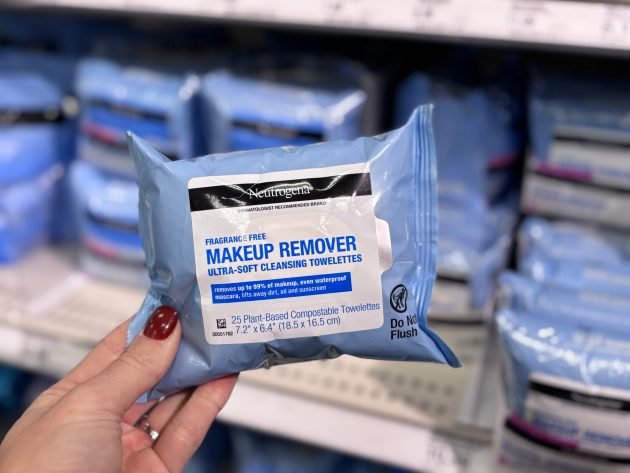 Neutrogena
DERMATOLOGIST RECOMMENDED BRAND
FRAGRANCE FREE
MAKEUP REMOVER
ULTRA-SOFT CLEANSING TOWELETTES
removes up to 99% of makeup, even waterproof
mascara, lifts away dirt, oil and sunscreen
25 Plant-Based Compostable Towelettes
7.2" x 6.4" (18.5 x 16.5 cm)
Do Not
Flush